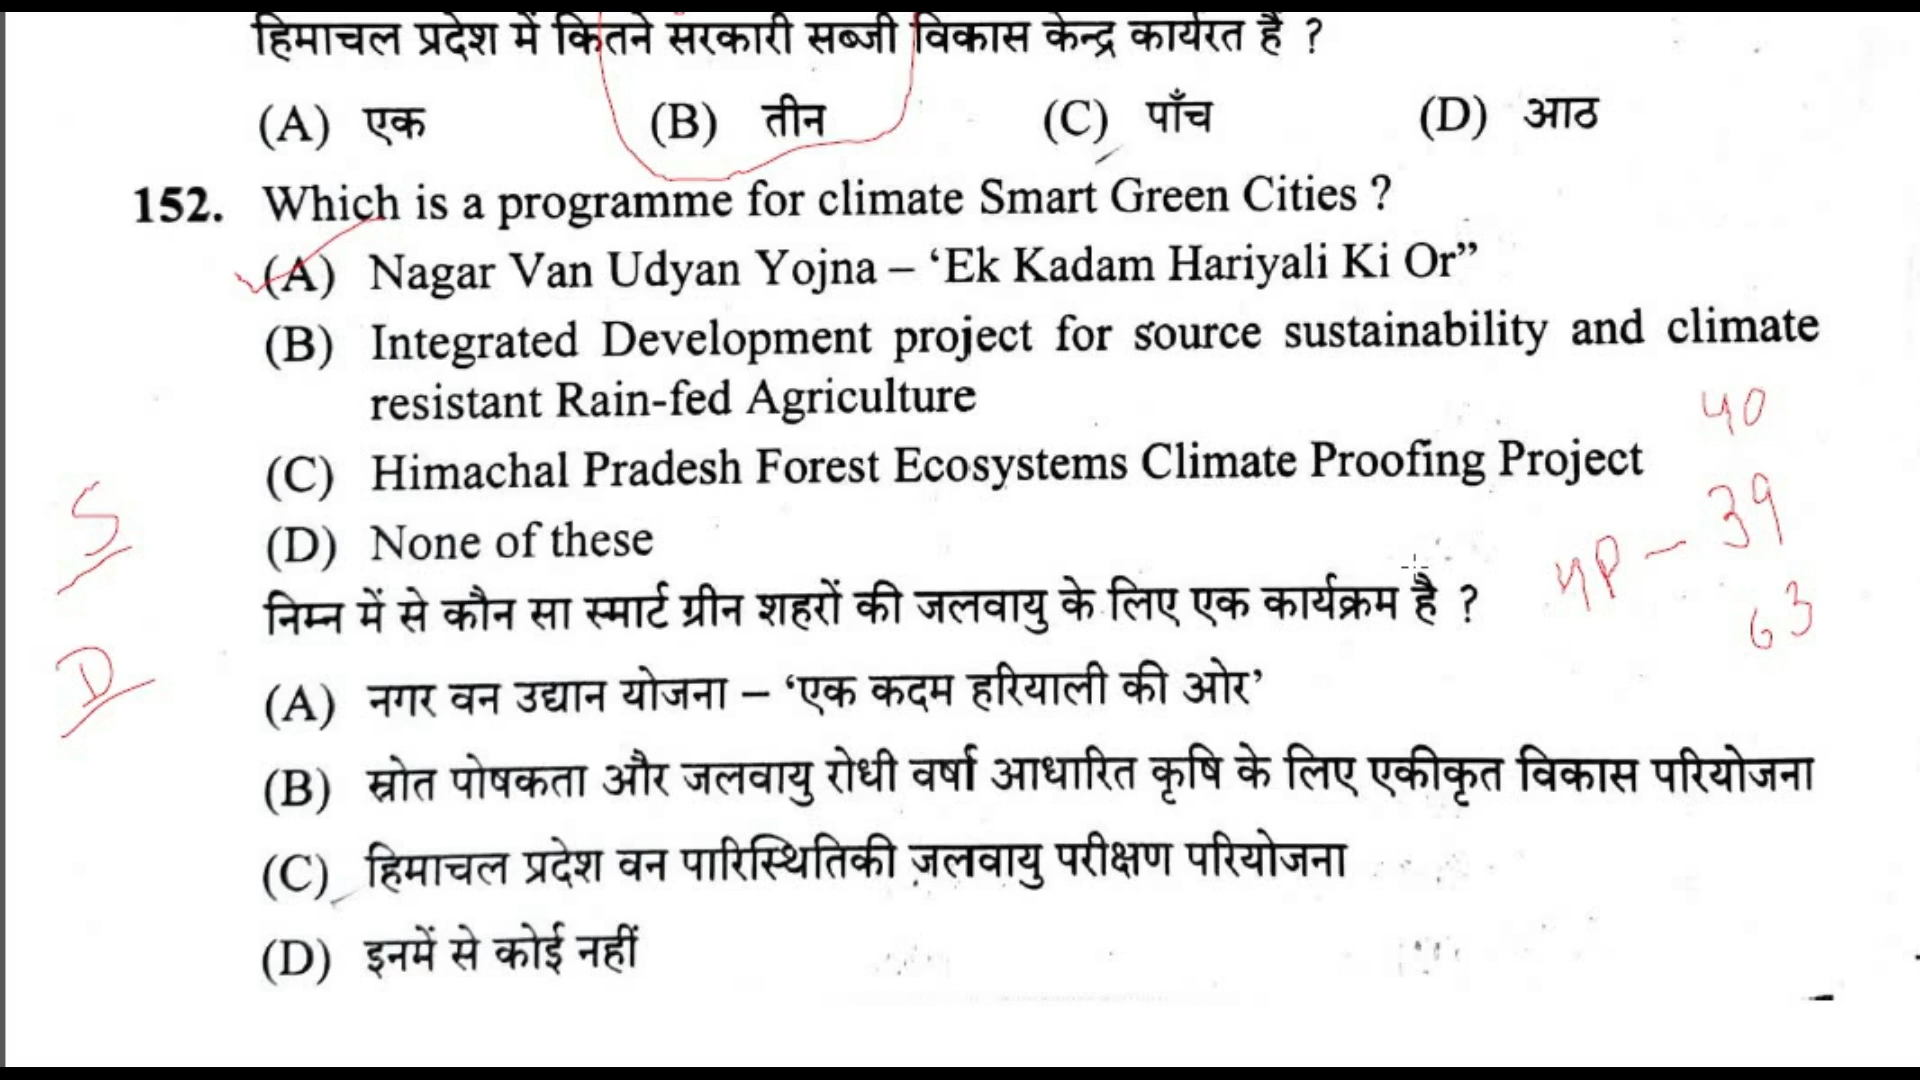 हिमाचल प्रदेश में कितने सरकारी सब्जी विकास केन्द्र कार्यरत हैं ?
(A) एक (B) तीन (C) पाँच (D) आठ
152. Which is a programme for climate Smart Green Cities ?
(A) Nagar Van Udyan Yojna – ‘Ek Kadam Hariyali Ki Or”
(B) Integrated Development project for source sustainability and climate
resistant Rain-fed Agriculture
40
(C) Himachal Pradesh Forest Ecosystems Climate Proofing Project
S
39
(D) None of these
निम्न में से कौन सा स्मार्ट ग्रीन शहरों की जलवायु के लिए एक कार्यक्रम है ?
63
D
(A) नगर वन उद्यान योजना – ‘एक कदम हरियाली की ओर’
(B) स्रोत पोषकता और जलवायु रोधी वर्षा आधारित कृषि के लिए एकीकृत विकास परियोजना
(C) हिमाचल प्रदेश वन पारिस्थितिकी जलवायु परीक्षण परियोजना
(D) इनमें से कोई नहीं